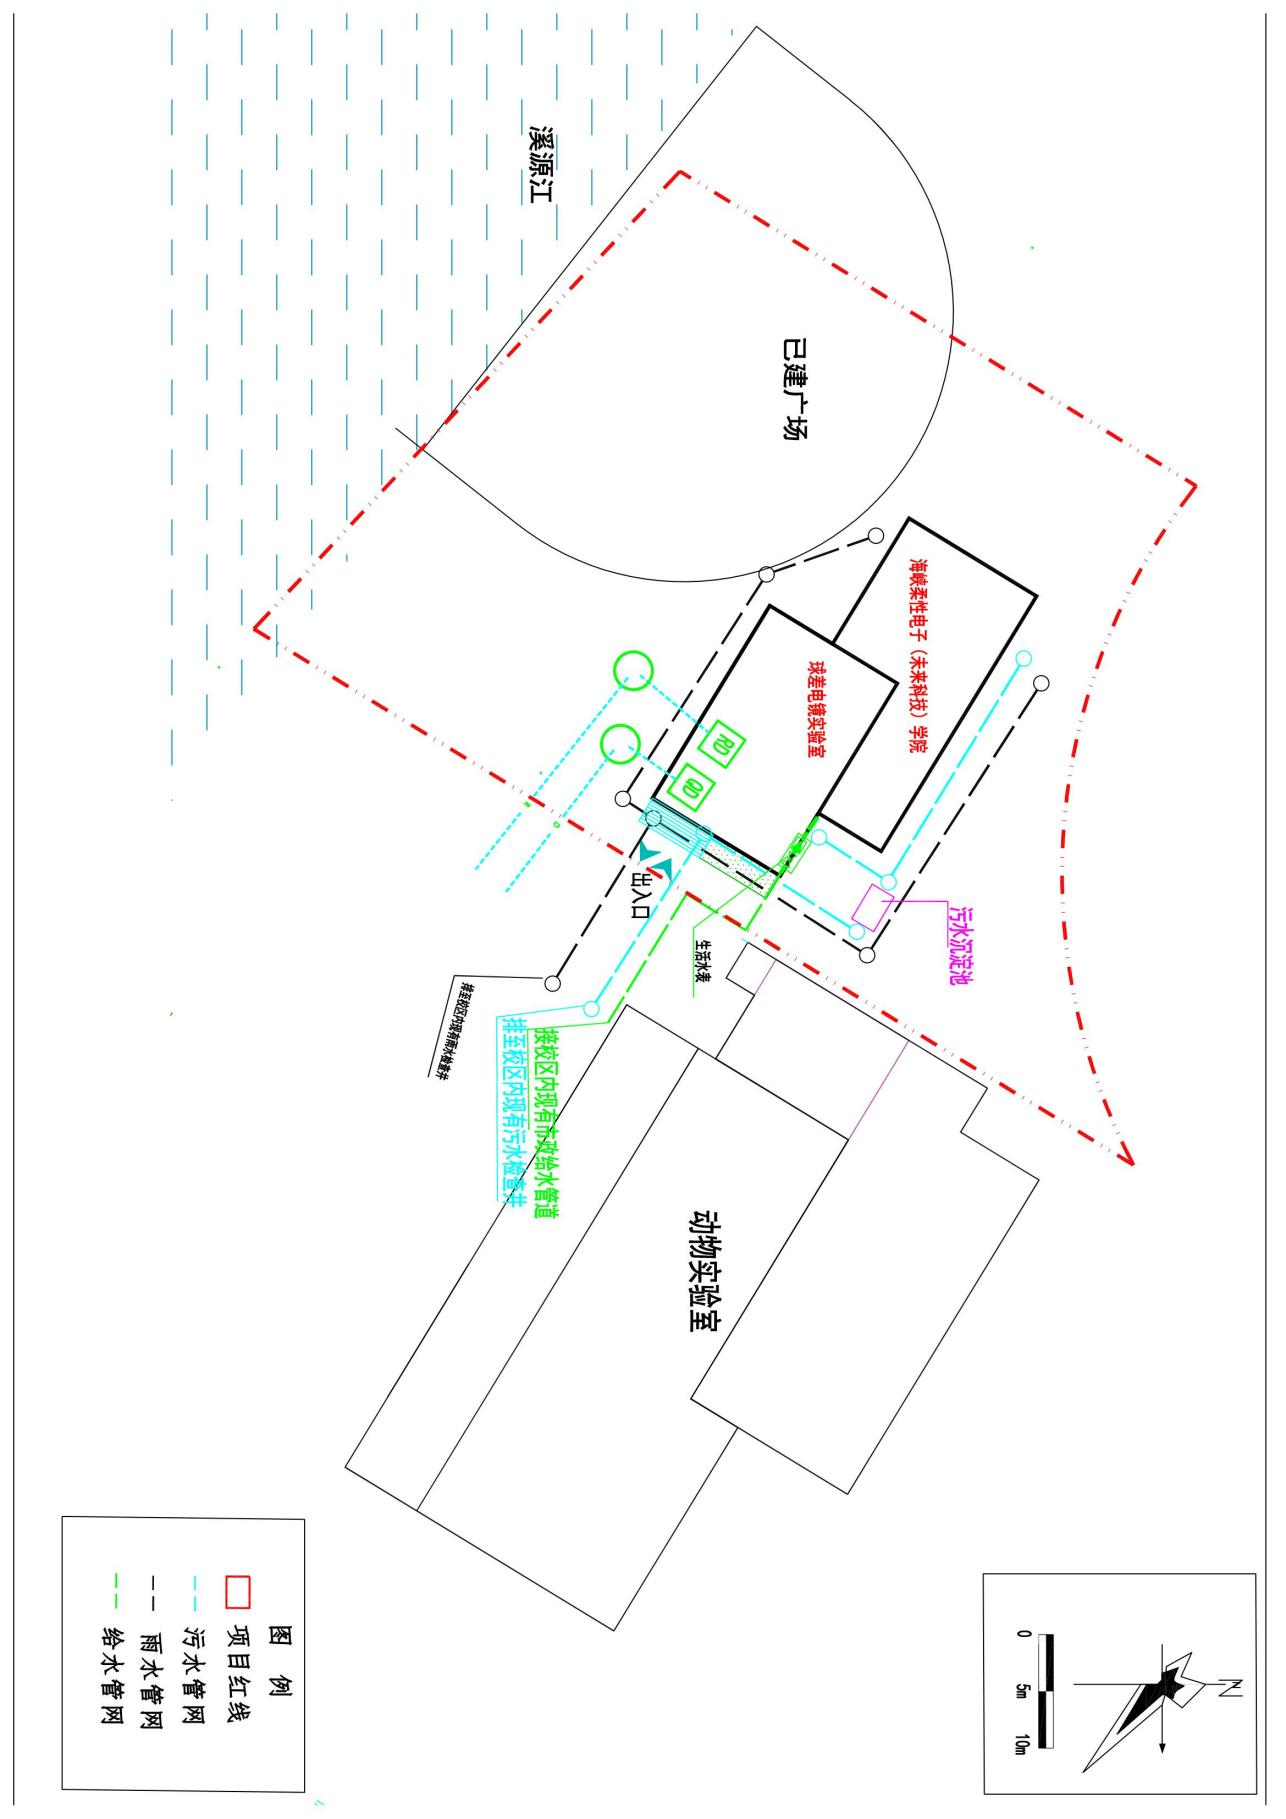 溪源江
已建广场
海峡柔性电子（未来科技）学院
球差电镜实验室
RD
QD
R
D
出入口
生活水表
污水沉淀池
排至校区内现有雨水检查井
接校区内现有市政给水管道
排至校区内现有污水检查井
动物实验室
N
0 5m 10m
图 例
项目红线
污水管网
雨水管网
给水管网